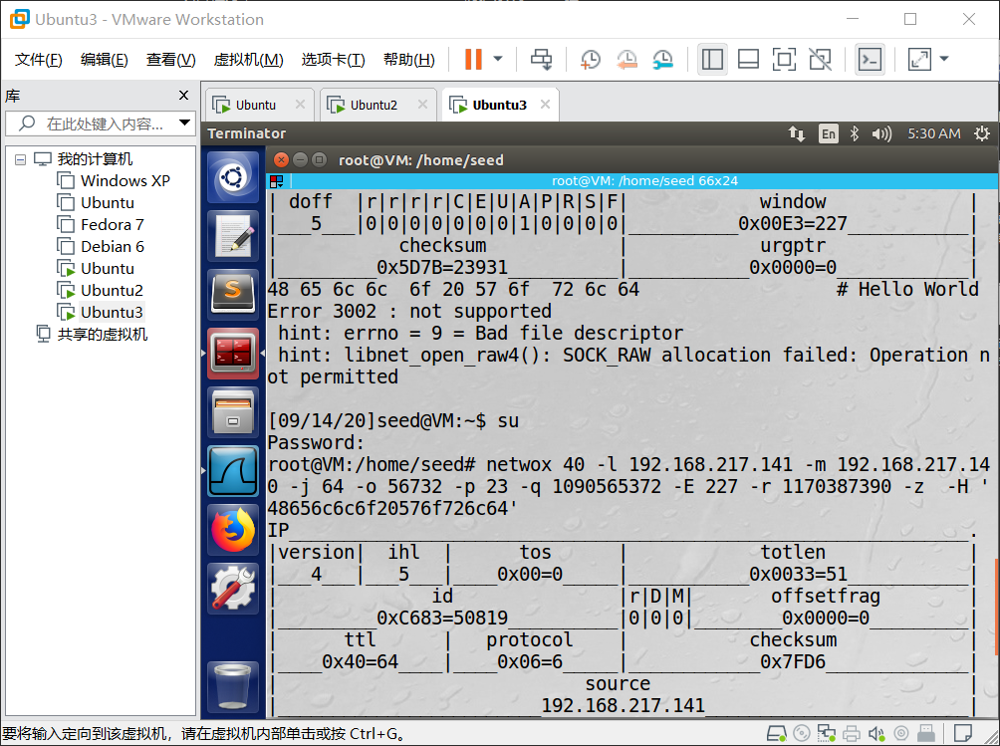 Ubuntu3 - VMware Workstation
文件(F) 编辑(E) 查看(V) 虚拟机(M) 选项卡(T) 帮助(H)
库
在此处键入内容...
我的计算机
Windows XP
Ubuntu
Fedora 7
Debian 6
Ubuntu
Ubuntu2
Ubuntu3
共享的虚拟机
Ubuntu Ubuntu2 Ubuntu3
Terminator En 5:30 AM
root@VM: /home/seed
root@VM: /home/seed 66x24
| doff  |r|r|r|r|C|E|U|A|P|R|S|F|            window             |
|___5___|0|0|0|0|0|0|0|1|0|0|0|0|__________0x00E3=227___________|
|           checksum            |            urgptr             |
|_________0x5D7B=23931__________|___________0x0000=0____________|
48 65 6c 6c  6f 20 57 6f  72 6c 64                  # Hello World
Error 3002 : not supported
 hint: errno = 9 = Bad file descriptor
 hint: libnet_open_raw4(): SOCK_RAW allocation failed: Operation n
ot permitted
[09/14/20]seed@VM:~$ su
Password:
root@VM:/home/seed# netwox 40 -l 192.168.217.141 -m 192.168.217.14
0 -j 64 -o 56732 -p 23 -q 1090565372 -E 227 -r 1170387390 -z  -H '
48656c6c6f20576f726c64'
IP______________________________________________________________.
|version|  ihl  |      tos      |            totlen             |
|___4___|___5___|____0x00=0_____|___________0x0033=51___________|
|              id               |r|D|M|       offsetfrag        |
|_________0xC683=50819__________|0|0|0|________0x0000=0_________|
|      ttl      |   protocol    |           checksum            |
|____0x40=64____|____0x06=6_____|____________0x7FD6_____________|
|                            source                             |
|________________________192.168.217.141________________________|
要将输入定向到该虚拟机，请在虚拟机内部单击或按 Ctrl+G。